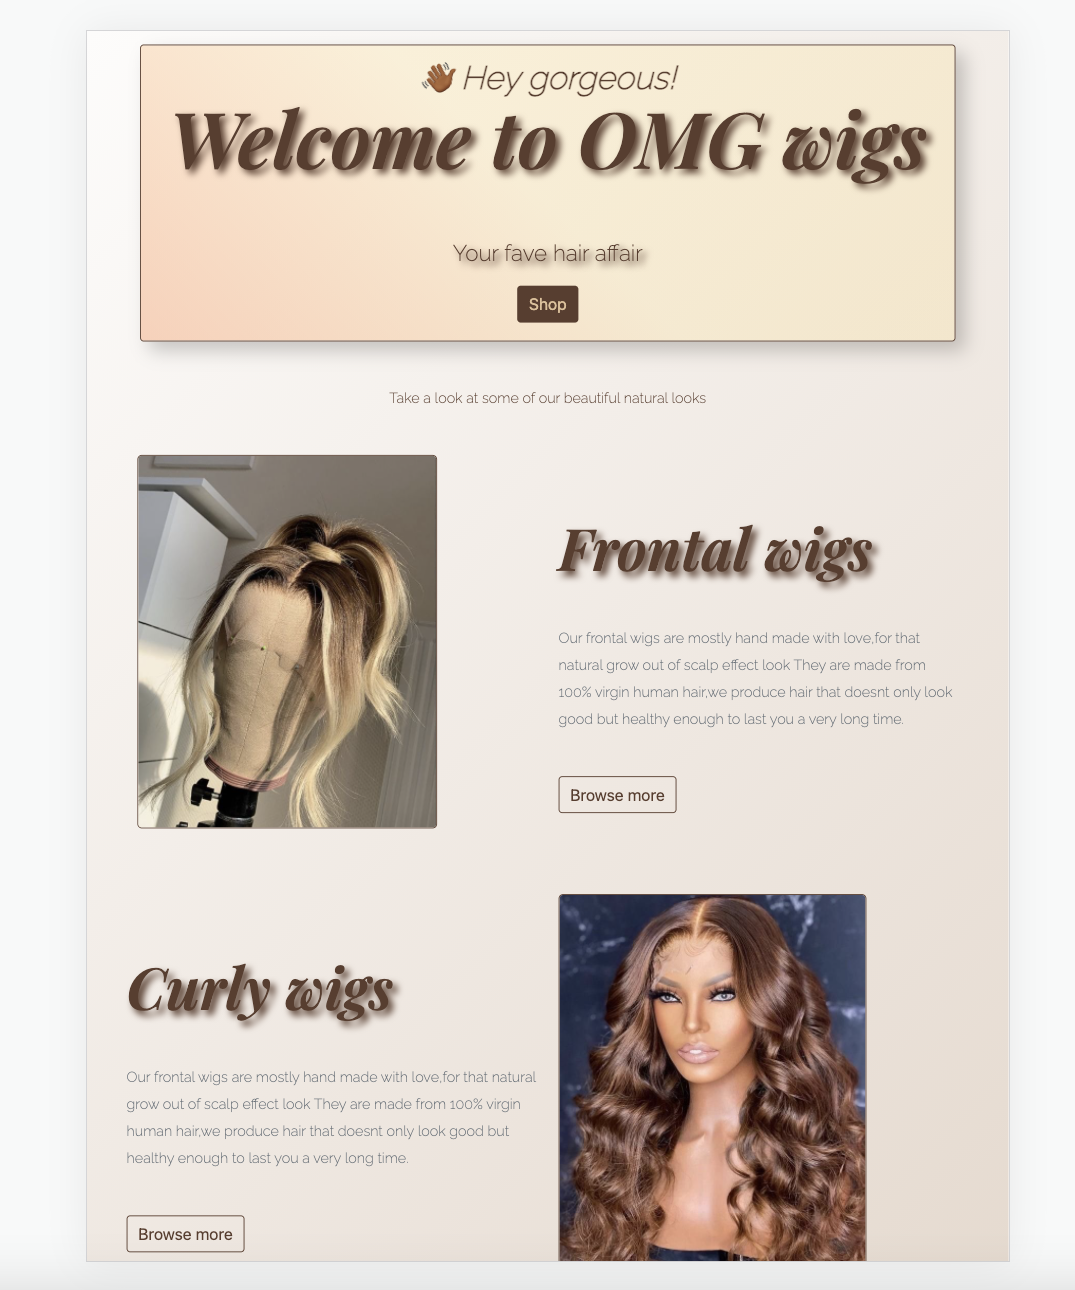 👋🏾 Hey gorgeous!
Welcome to OMG wigs
Your fave hair affair
Shop
Take a look at some of our beautiful natural looks
Frontal wigs
Our frontal wigs are mostly hand made with love,for that
natural grow out of scalp effect look They are made from
100% virgin human hair,we produce hair that doesnt only look
good but healthy enough to last you a very long time.
Browse more
Curly wigs
Our frontal wigs are mostly hand made with love,for that natural
grow out of scalp effect look They are made from 100% virgin
human hair,we produce hair that doesnt only look good but
healthy enough to last you a very long time.
Browse more